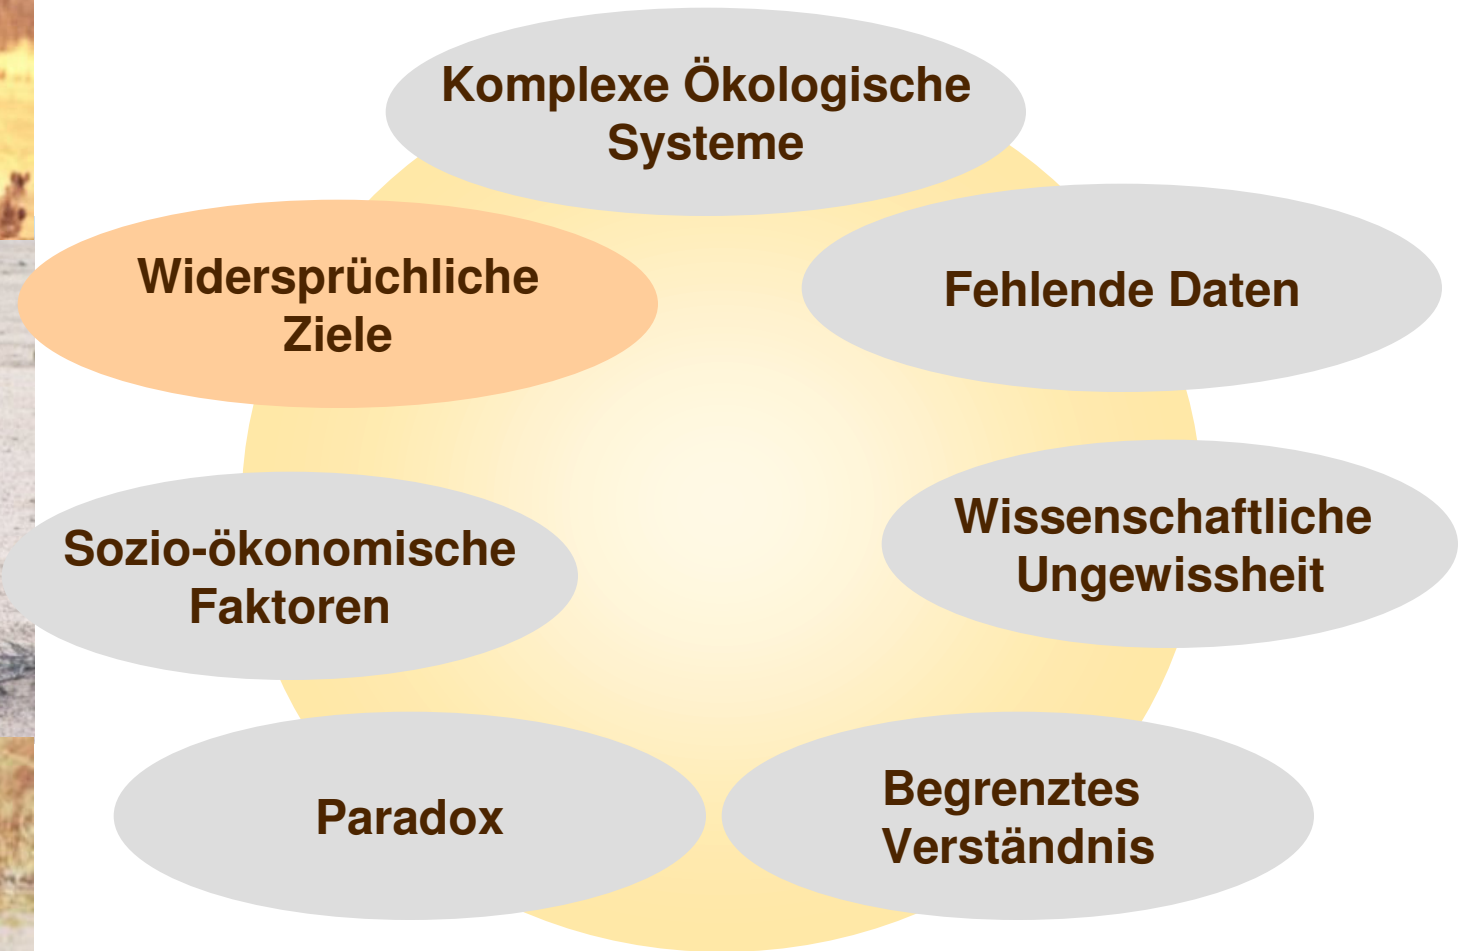 Komplexe Ökologische
Systeme
Widersprüchliche
Ziele
Fehlende Daten
Sozio-ökonomische
Faktoren
Wissenschaftliche
Ungewissheit
Paradox
Begrenztes
Verständnis